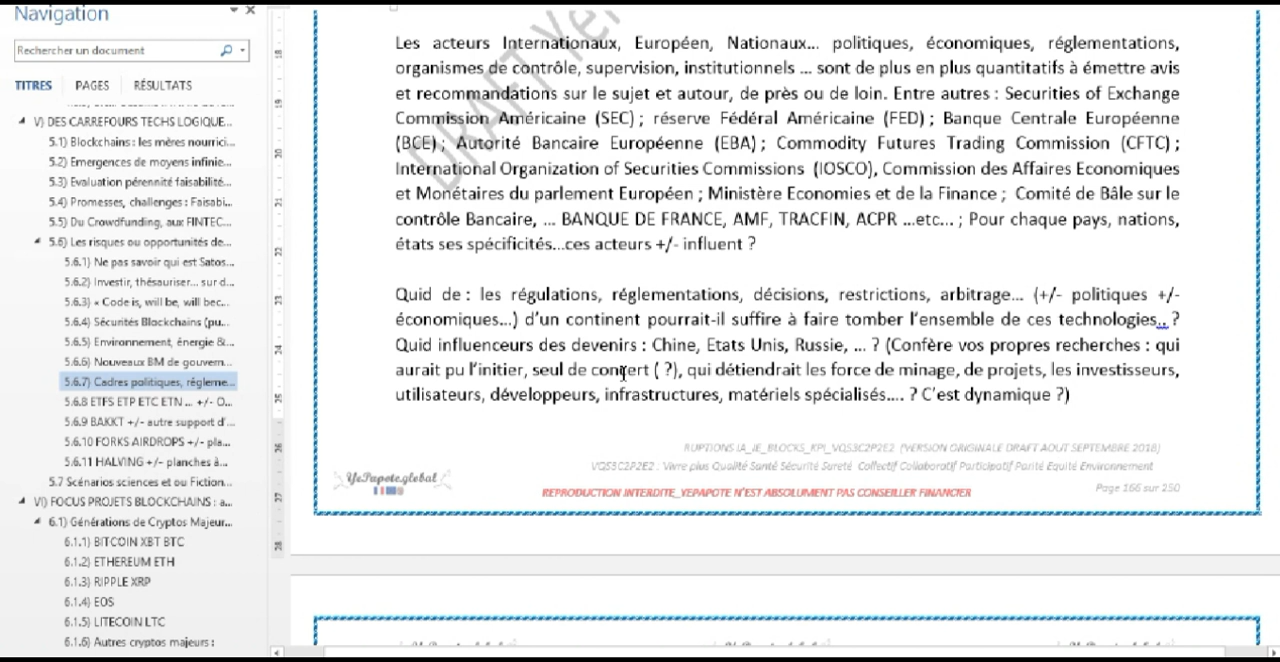 Navigation
Rechercher un document
TITRES PAGES RÉSULTATS
V) DES CARREFOURS TECHS LOGIQUE...
5.1) Blockchains : les mères nourrici...
5.2) Emergences de moyens infinie...
5.3) Evaluation pérennité faisabilité...
5.4) Promesses, challenges : Faisabi...
5.5) Du Crowdfunding, aux FINTEC...
5.6) Les risques ou opportunités de...
5.6.1) Ne pas savoir qui est Satos...
5.6.2) Investir, thésauriser... sur d...
5.6.3) « Code is, will be, will bec...
5.6.4) Sécurités Blockchains (pu...
5.6.5) Environnement, énergie &...
5.6.6) Nouveaux BM de gouvern...
5.6.7) Cadres politiques, régleme...
5.6.8 ETFS ETP ETC ETN ... +/- O...
5.6.9 BAKKT +/- autre support d'...
5.6.10 FORKS AIRDROPS +/- pla...
5.6.11 HALVING +/- planches à...
5.7 Scénarios sciences et ou Fiction...
VI) FOCUS PROJETS BLOCKCHAINS : a...
6.1) Générations de Cryptos Majeur...
6.1.1) BITCOIN XBT BTC
6.1.2) ETHEREUM ETH
6.1.3) RIPPLE XRP
6.1.4) EOS
6.1.5) LITECOIN LTC
6.1.6) Autres cryptos majeurs :
DRAFT Ye
Les acteurs Internationaux, Européen, Nationaux... politiques, économiques, réglementations,
organismes de contrôle, supervision, institutionnels ... sont de plus en plus quantitatifs à émettre avis
et recommandations sur le sujet et autour, de près ou de loin. Entre autres : Securities of Exchange
Commission Américaine (SEC) ; réserve Fédéral Américaine (FED) ; Banque Centrale Européenne
(BCE) ; Autorité Bancaire Européenne (EBA) ; Commodity Futures Trading Commission (CFTC) ;
International Organization of Securities Commissions (IOSCO), Commission des Affaires Economiques
et Monétaires du parlement Européen ; Ministère Economies et de la Finance ; Comité de Bâle sur le
contrôle Bancaire, ... BANQUE DE FRANCE, AMF, TRACFIN, ACPR ...etc... ; Pour chaque pays, nations,
états ses spécificités...ces acteurs +/- influent ?
Quid de : les régulations, réglementations, décisions, restrictions, arbitrage... (+/- politiques +/-
économiques...) d'un continent pourrait-il suffire à faire tomber l'ensemble de ces technologies.. ?
Quid influenceurs des devenirs : Chine, Etats Unis, Russie, ... ? (Confère vos propres recherches : qui
aurait pu l'initier, seul de concert ( ?), qui détiendrait les force de minage, de projets, les investisseurs,
utilisateurs, développeurs, infrastructures, matériels spécialisés.... ? C'est dynamique ?)
RUPTIONS IA_IE_BLOCKS_KPI_VQS3C2P2E2 (VERSION ORIGINALE DRAFT AOUT SEPTEMBRE 2018)
VQS3C2P2E2 : Vivre plus Qualité Santé Sécurité Sureté Collectif Collaboratif Participatif Parité Equité Environnement
YePapote.global
REPRODUCTION INTERDITE_YEPAPOTE N'EST ABSOLUMENT PAS CONSEILLER FINANCIER
Page 166 sur 250